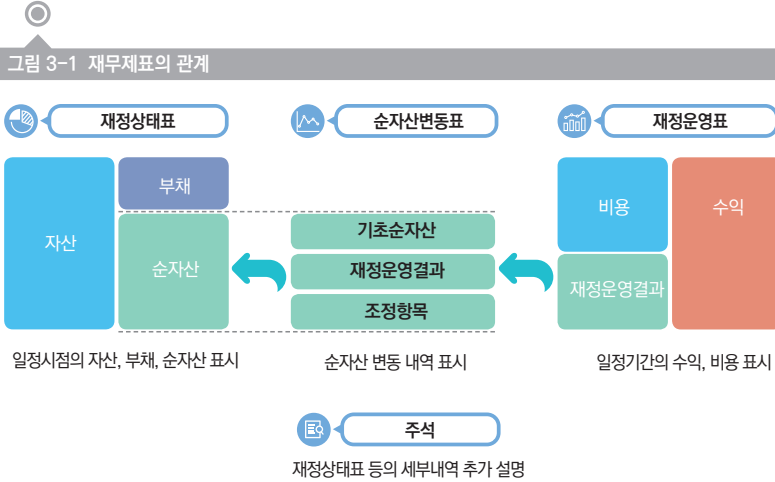 그림 3-1 재무제표의 관계
재정상태표
순자산변동표
재정운영표
자산
부채
순자산
기초순자산
재정운영결과
조정항목
비용
재정운영결과
수익
일정시점의 자산, 부채, 순자산 표시
순자산 변동 내역 표시
일정기간의 수익, 비용 표시
주석
재정상태표 등의 세부내역 추가 설명